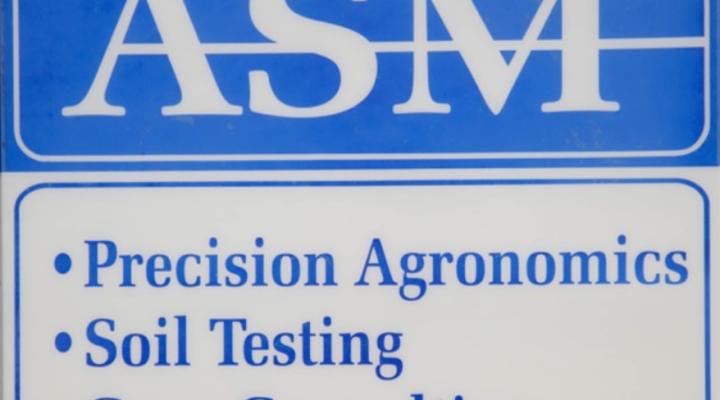 ASM
• Precision Agronomics
• Soil Testing